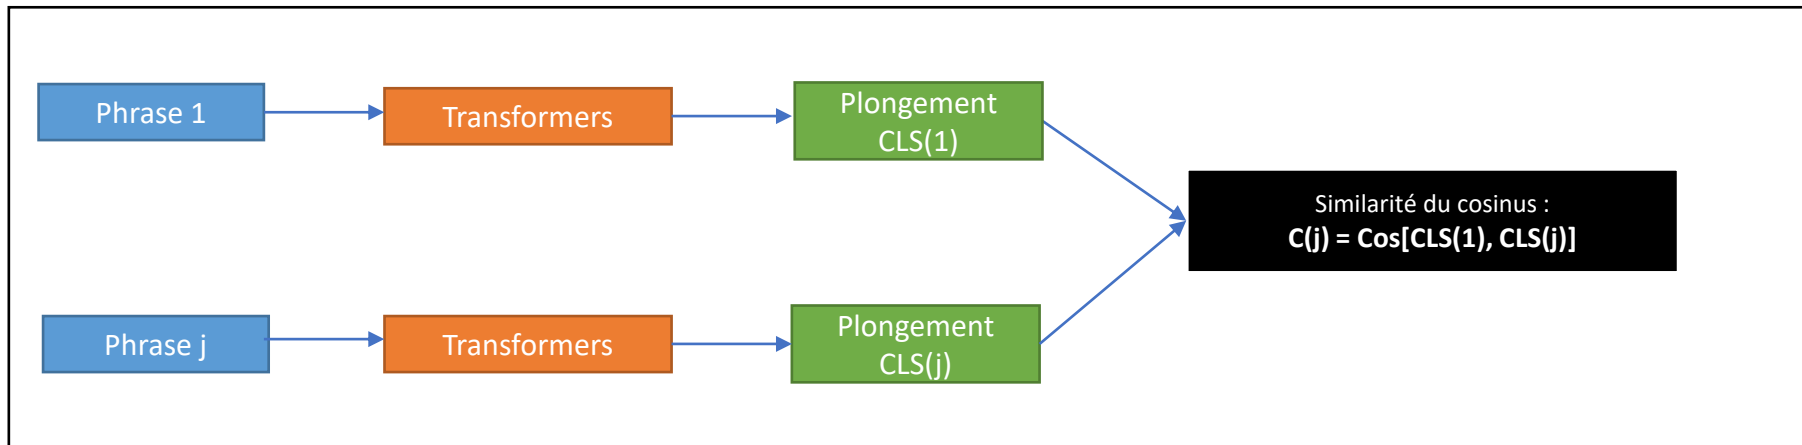 Phrase 1
Transformers
Plongement
CLS(1)
Similarité du cosinus :
C(j) = Cos[CLS(1), CLS(j)]
Phrase j
Transformers
Plongement
CLS(j)